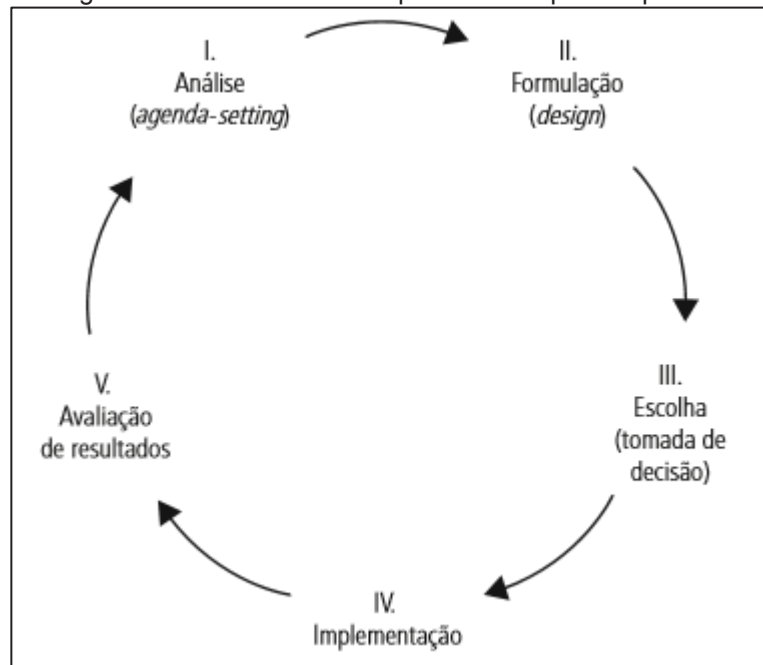 I.
Análise
(agenda-setting)
II.
Formulação
(design)
III.
Escolha
(tomada de
decisão)
IV.
Implementação
V.
Avaliação
de resultados